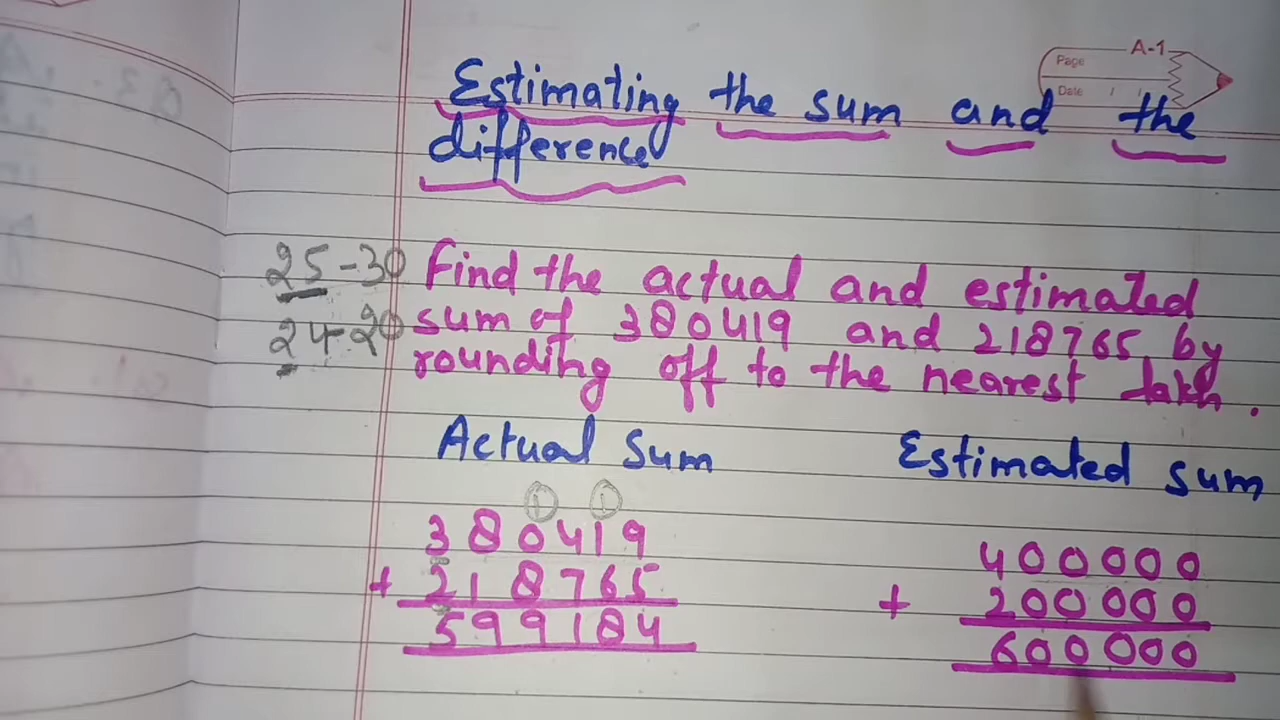 A-1
Page
Date / /
Estimating the sum and the
difference
25-30 Find the actual and estimated
24-20 sum of 380419 and 218765 by
rounding off to the nearest lakh.
Actual Sum
Estimated sum
1 1
380419
+ 218765
599184
400000
+ 200000
600000